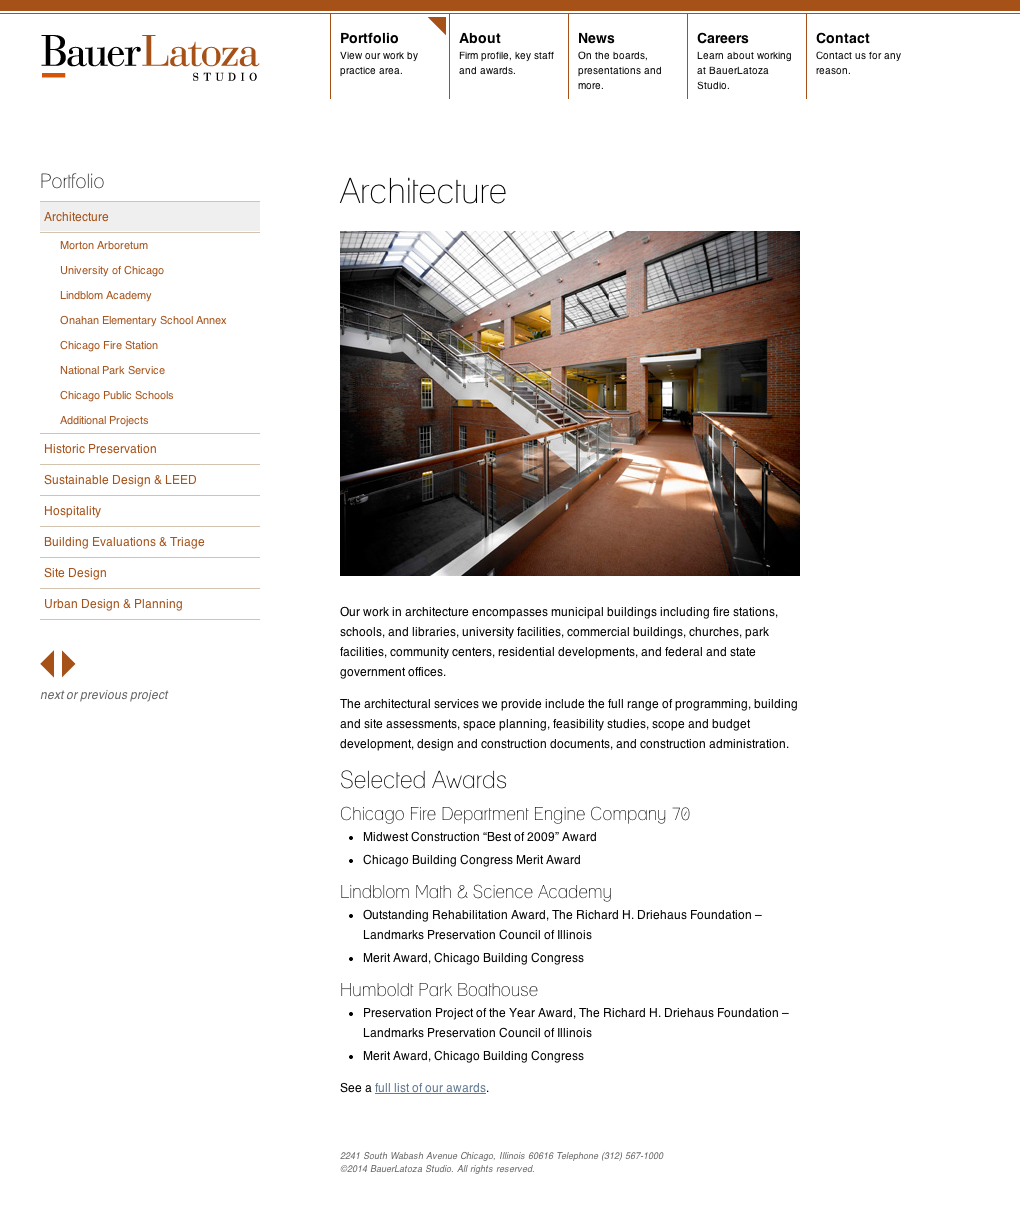 BauerLatoza
STUDIO
Portfolio
View our work by
practice area.
About
Firm profile, key staff
and awards.
News
On the boards,
presentations and
more.
Careers
Learn about working
at BauerLatoza
Studio.
Contact
Contact us for any
reason.
Portfolio
Architecture
Morton Arboretum
University of Chicago
Lindblom Academy
Onahan Elementary School Annex
Chicago Fire Station
National Park Service
Chicago Public Schools
Additional Projects
Historic Preservation
Sustainable Design & LEED
Hospitality
Building Evaluations & Triage
Site Design
Urban Design & Planning
next or previous project
Architecture
Our work in architecture encompasses municipal buildings including fire stations,
schools, and libraries, university facilities, commercial buildings, churches, park
facilities, community centers, residential developments, and federal and state
government offices.
The architectural services we provide include the full range of programming, building
and site assessments, space planning, feasibility studies, scope and budget
development, design and construction documents, and construction administration.
Selected Awards
Chicago Fire Department Engine Company 70
• Midwest Construction “Best of 2009” Award
• Chicago Building Congress Merit Award
Lindblom Math & Science Academy
• Outstanding Rehabilitation Award, The Richard H. Driehaus Foundation –
Landmarks Preservation Council of Illinois
• Merit Award, Chicago Building Congress
Humboldt Park Boathouse
• Preservation Project of the Year Award, The Richard H. Driehaus Foundation –
Landmarks Preservation Council of Illinois
• Merit Award, Chicago Building Congress
See a full list of our awards.
2241 South Wabash Avenue Chicago, Illinois 60616 Telephone (312) 567-1000
©2014 BauerLatoza Studio. All rights reserved.